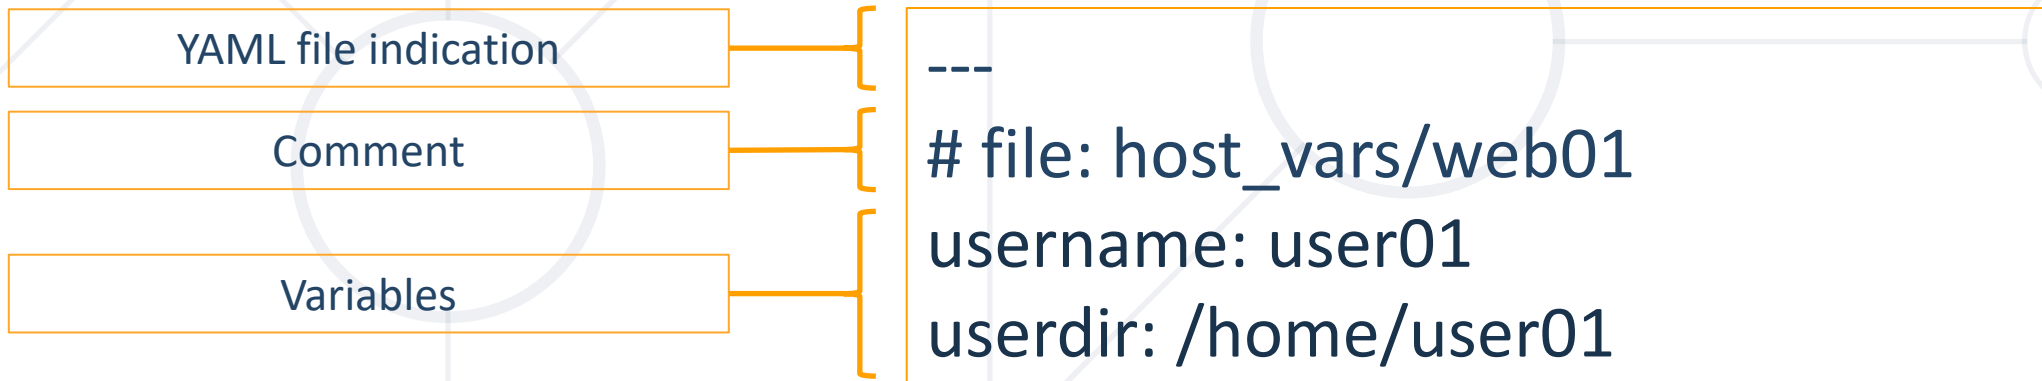 YAML file indication
---
Comment
# file: host_vars/web01
Variables
username: user01
userdir: /home/user01